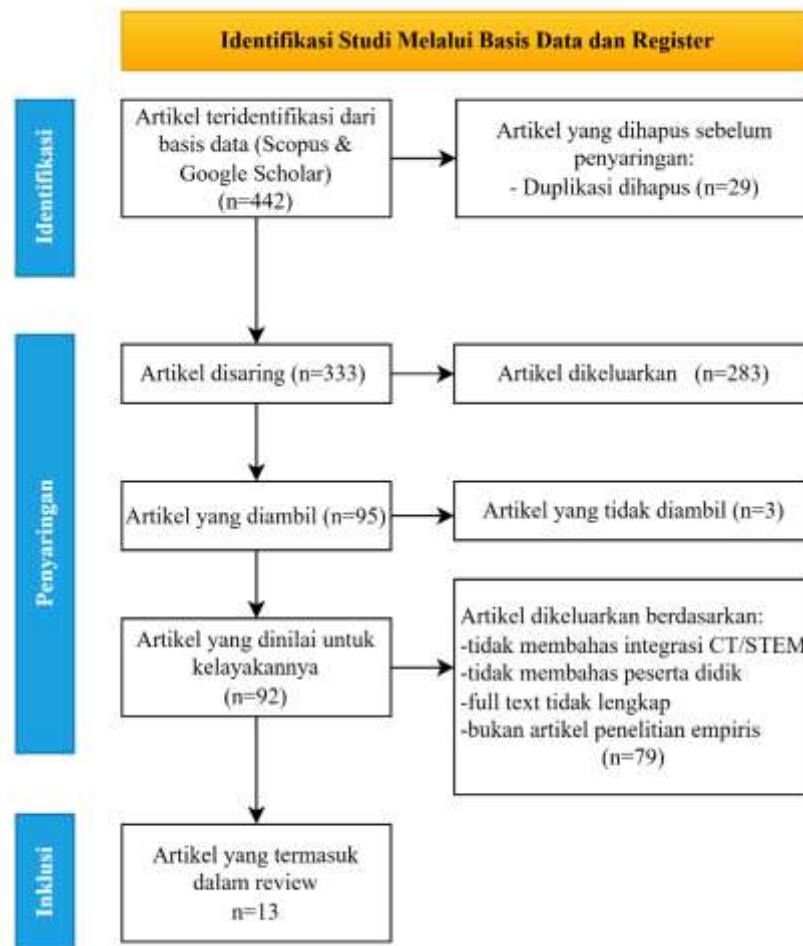 Identifikasi Studi Melalui Basis Data dan Register
Identifikasi
Artikel teridentifikasi dari
basis data (Scopus &
Google Scholar)
(n=442)
Artikel yang dihapus sebelum
penyaringan:
- Duplikasi dihapus (n=29)
Penyaringan
Artikel disaring (n=333)
Artikel dikeluarkan (n=283)
Artikel yang diambil (n=95)
Artikel yang tidak diambil (n=3)
Artikel yang dinilai untuk
kelayakannya
(n=92)
Artikel dikeluarkan berdasarkan:
-tidak membahas integrasi CT/STEM
-tidak membahas peserta didik
-full text tidak lengkap
-bukan artikel penelitian empiris
(n=79)
Inklusi
Artikel yang termasuk
dalam review
n=13